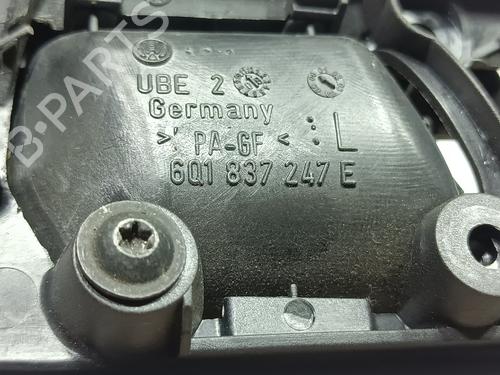 B-PARTS
UBE 2
Germany
>PA-GF< L
6Q1 837 247 E